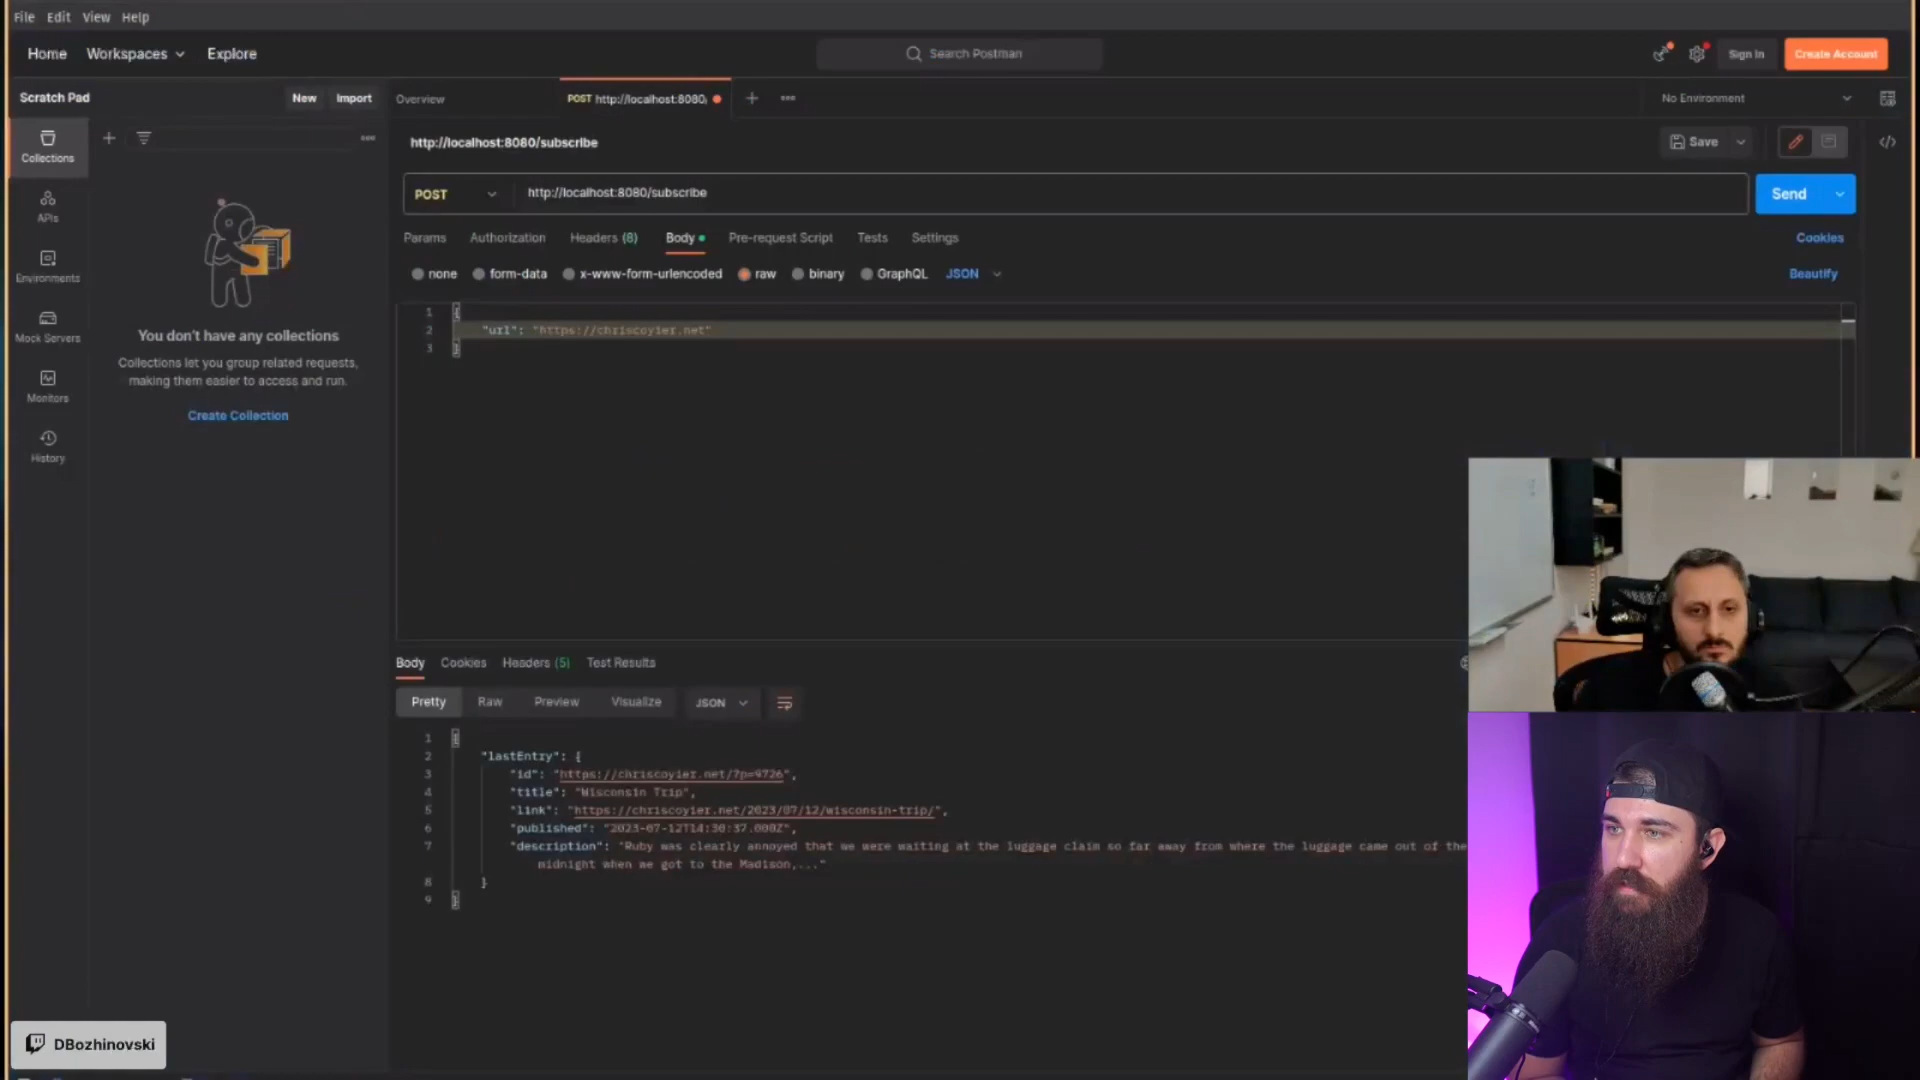 File Edit View Help
Home Workspaces Explore
Search Postman
Sign In Create Account
Scratch Pad New Import
Overview POST http://localhost:8080/ No Environment
Collections
APIs
Environments
Mock Servers
Monitors
History
You don't have any collections
Collections let you group related requests,
making them easier to access and run.
Create Collection
http://localhost:8080/subscribe
Save
POST http://localhost:8080/subscribe
Send
Params Authorization Headers (8) Body Pre-request Script Tests Settings
Cookies
none form-data x-www-form-urlencoded raw binary GraphQL JSON
Beautify
1 {
2 "url": "https://chriscoyier.net"
3 }
Body Cookies Headers (5) Test Results
Pretty Raw Preview Visualize JSON
1 {
2 "lastEntry": {
3 "id": "https://chriscoyier.net/?p=9726",
4 "title": "Wisconsin Trip",
5 "link": "https://chriscoyier.net/2023/07/12/wisconsin-trip/",
6 "published": "2023-07-12T14:30:37.000Z",
7 "description": "Ruby was clearly annoyed that we were waiting at the luggage claim so far away from where the luggage came out of the
midnight when we got to the Madison,..."
8 }
9 }
DBozhinovski